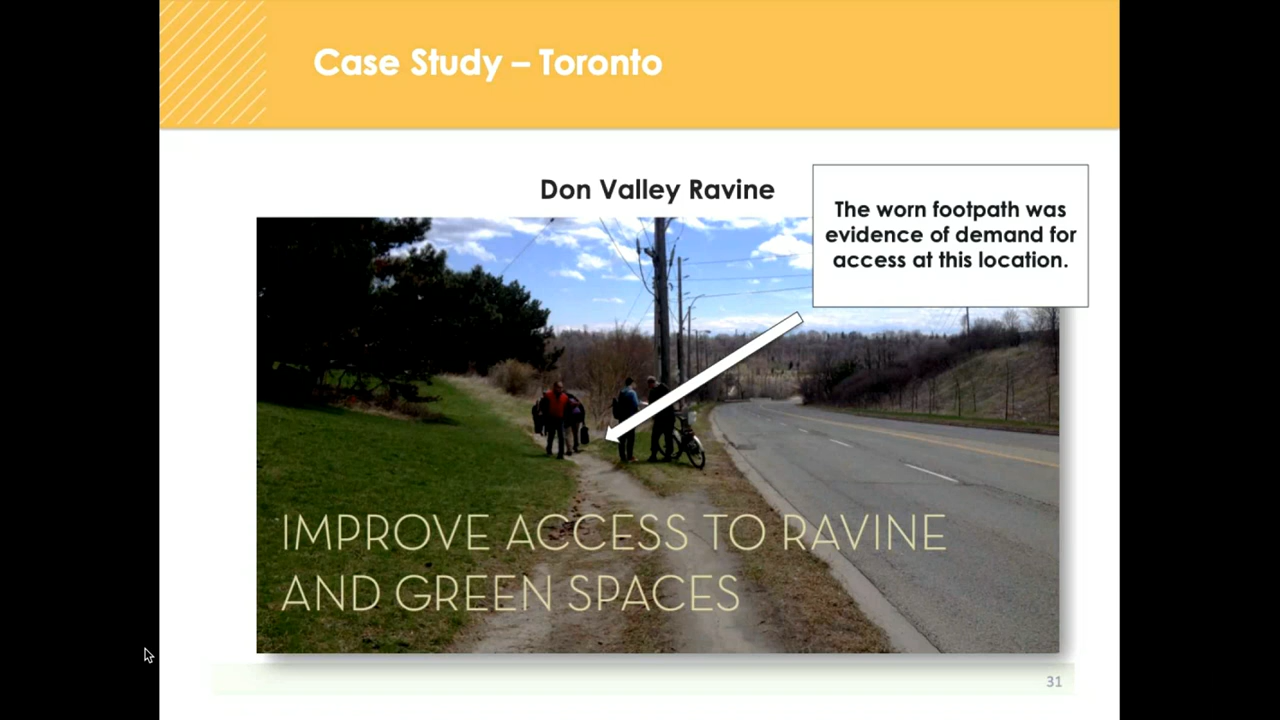 Case Study – Toronto
Don Valley Ravine
The worn footpath was
evidence of demand for
access at this location.
IMPROVE ACCESS TO RAVINE
AND GREEN SPACES
31